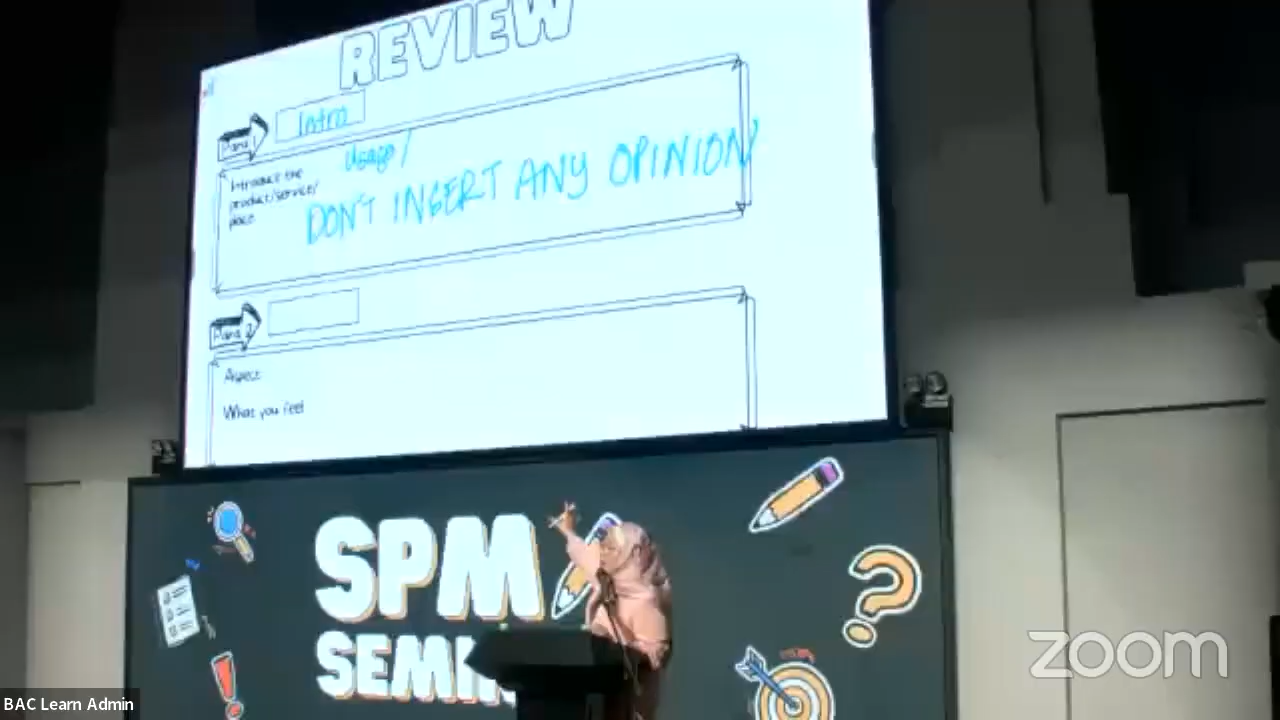 REVIEW
Para 1
Intro
Introduce the
product/service/
place
Usage/
DON'T INSERT ANY OPINION/
Para 2
Aspect
What you feel
SPM
SEMIN
zoom
BAC Learn Admin